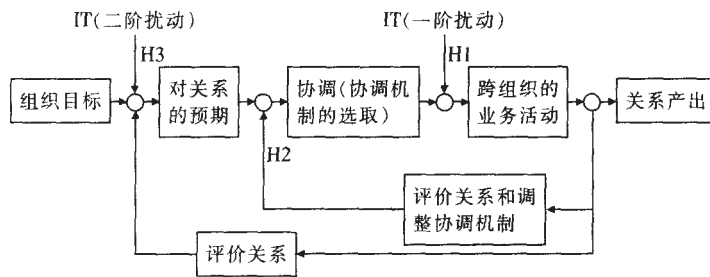 IT(二阶扰动)
IT(一阶扰动)
H3
H1
组织目标
对关系
的预期
协调(协调机
制的选取)
跨组织的
业务活动
关系产出
H2
评价关系和调
整协调机制
评价关系